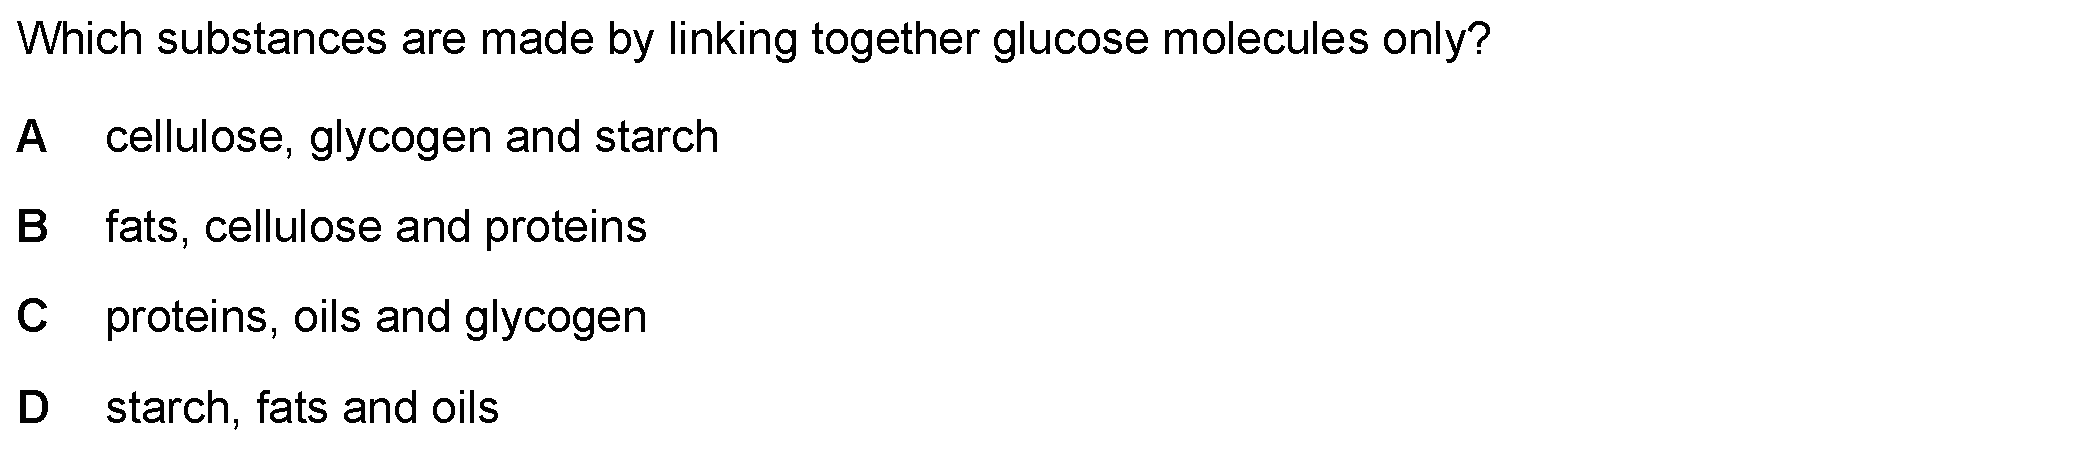 Which substances are made by linking together glucose molecules only?
A cellulose, glycogen and starch
B fats, cellulose and proteins
C proteins, oils and glycogen
D starch, fats and oils